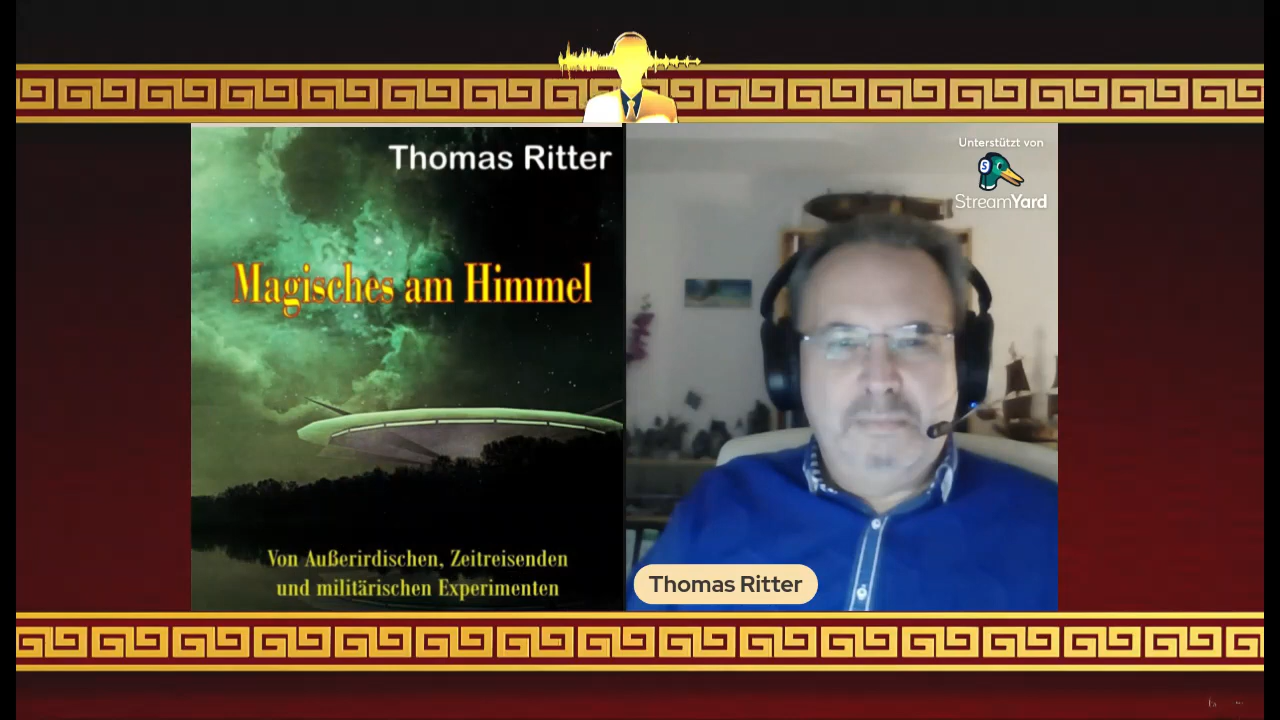 Thomas Ritter
Magisches am Himmel
Von Außerirdischen, Zeitreisenden
und militärischen Experimenten
Unterstützt von
S
StreamYard
Thomas Ritter